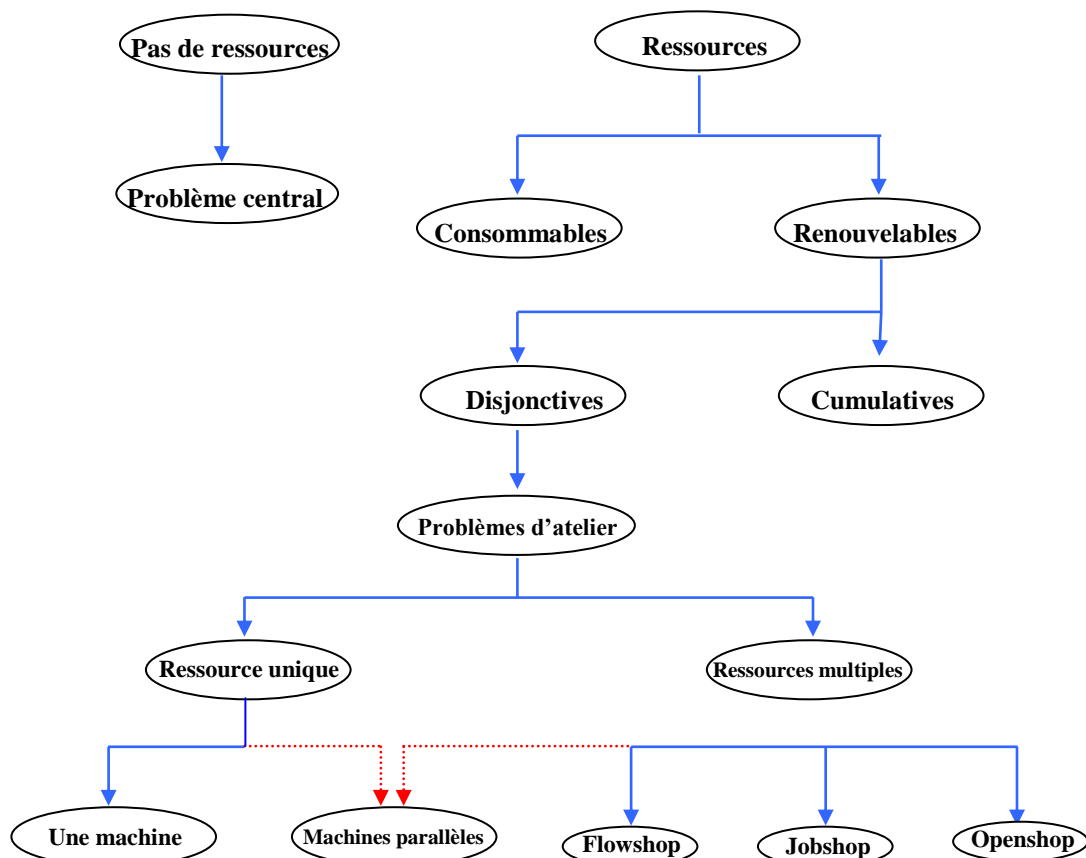 Pas de ressources
Ressources
Problème central
Consommables
Renouvelables
Disjonctives
Cumulatives
Problèmes d’atelier
Ressource unique
Ressources multiples
Une machine
Machines parallèles
Flowshop
Jobshop
Openshop